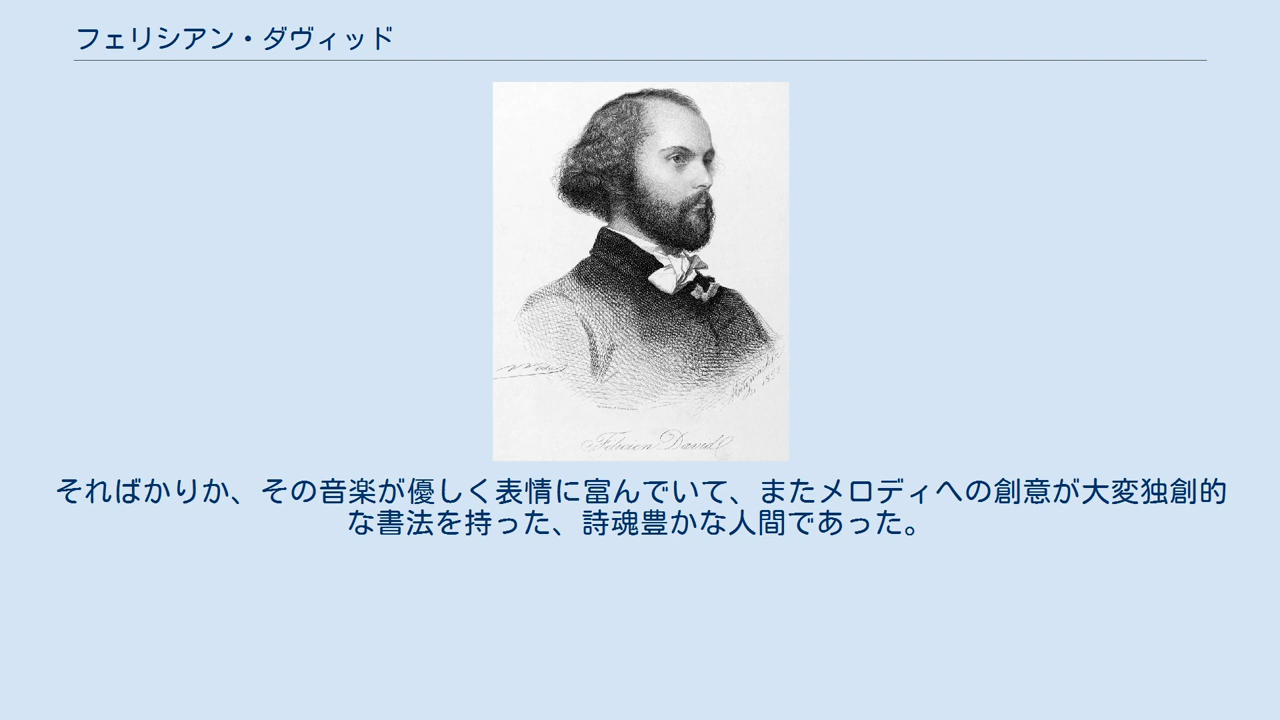 フェリシアン・ダヴィッド
Félicien David
そればかりか、その音楽が優しく表情に富んでいて、またメロディへの創意が大変独創的
な書法を持った、詩魂豊かな人間であった。